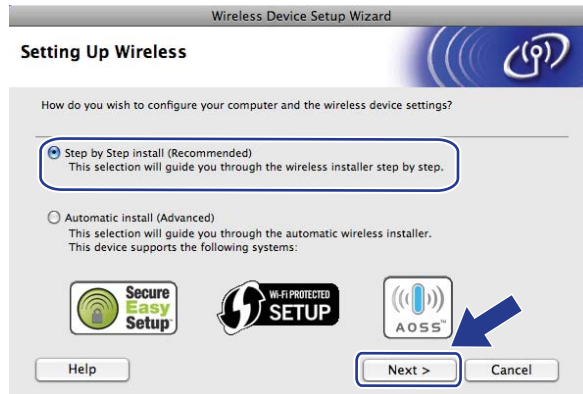 Wireless Device Setup Wizard
Setting Up Wireless
How do you wish to configure your computer and the wireless device settings?
Step by Step install (Recommended)
This selection will guide you through the wireless installer step by step.
Automatic install (Advanced)
This selection will guide you through the automatic wireless installer.
This device supports the following systems:
Secure
Easy
Setup
Wi-Fi PROTECTED
SETUP
AOSS™
Help
Next >
Cancel